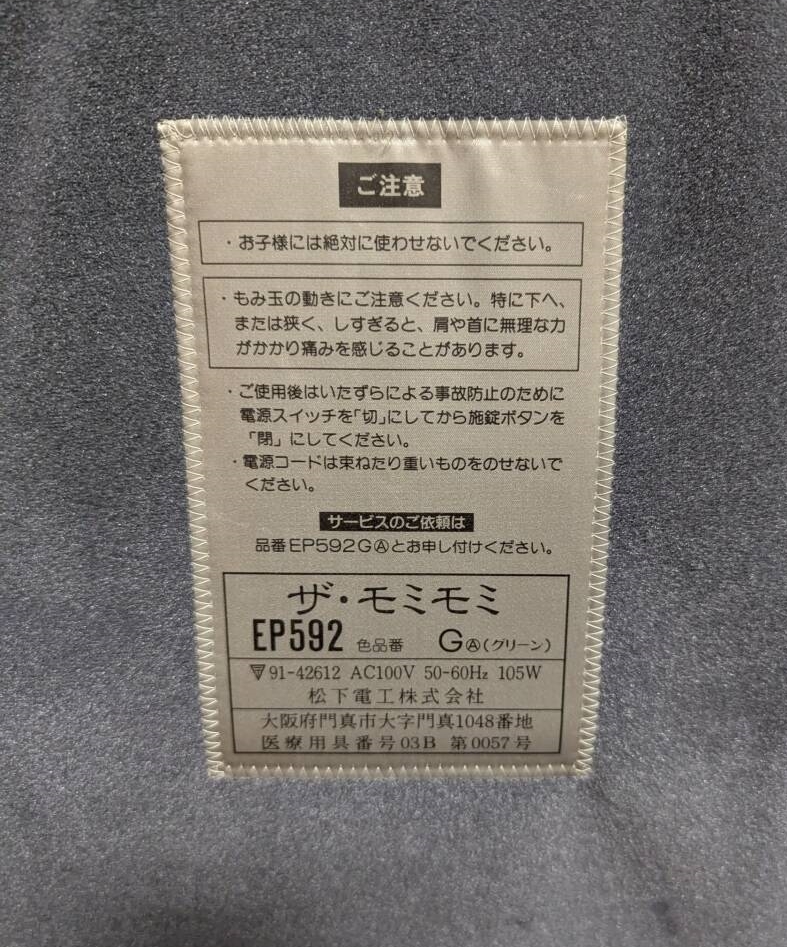 ご注意
・お子様には絶対に使わせないでください。
・もみ玉の動きにご注意ください。特に下へ、
または狭く、しすぎると、肩や首に無理な力
がかかり痛みを感じることがあります。
・ご使用後はいたずらによる事故防止のために
電源スイッチを「切」にしてから施錠ボタンを
「閉」にしてください。
・電源コードは束ねたり重いものをのせないで
ください。
サービスのご依頼は
品番EP592GⒶとお申し付けください。
ザ・モミモミ
EP592 色品番 GⒶ(グリーン)
91-42612 AC100V 50-60Hz 105W
松下電工株式会社
大阪府門真市大字門真1048番地
医療用具番号03B 第0057号